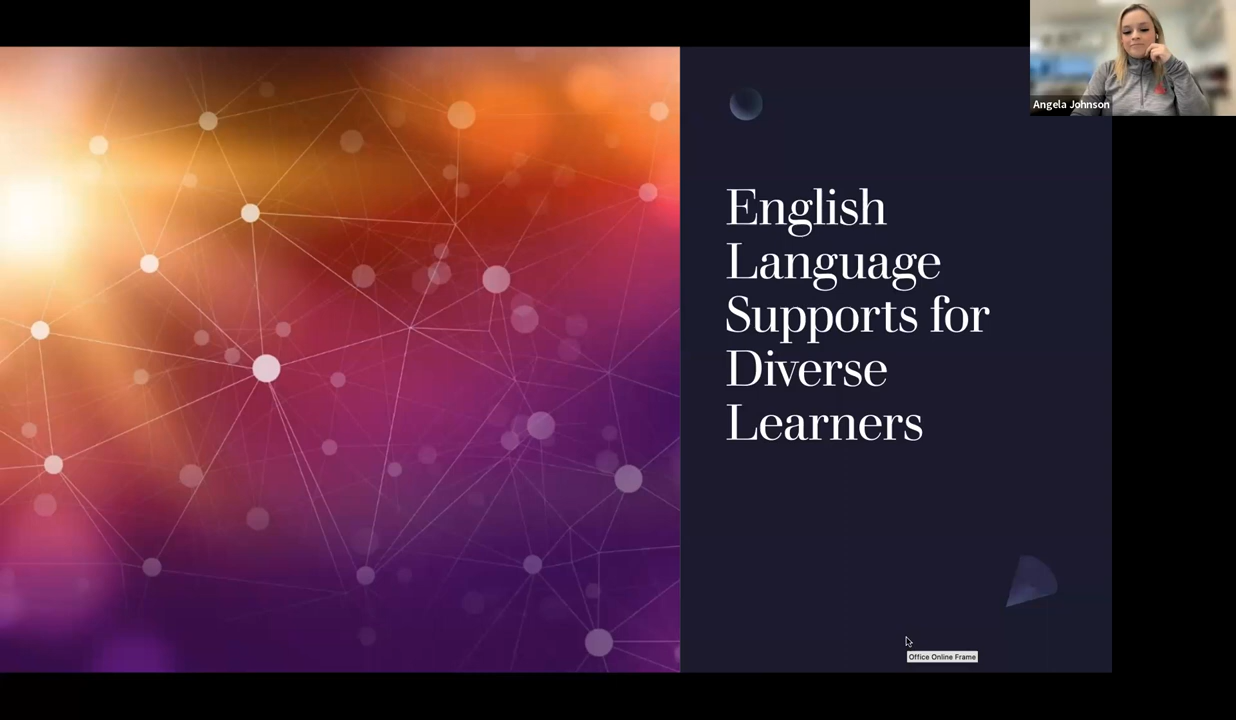 Angela Johnson
English
Language
Supports for
Diverse
Learners
Office Online Frame